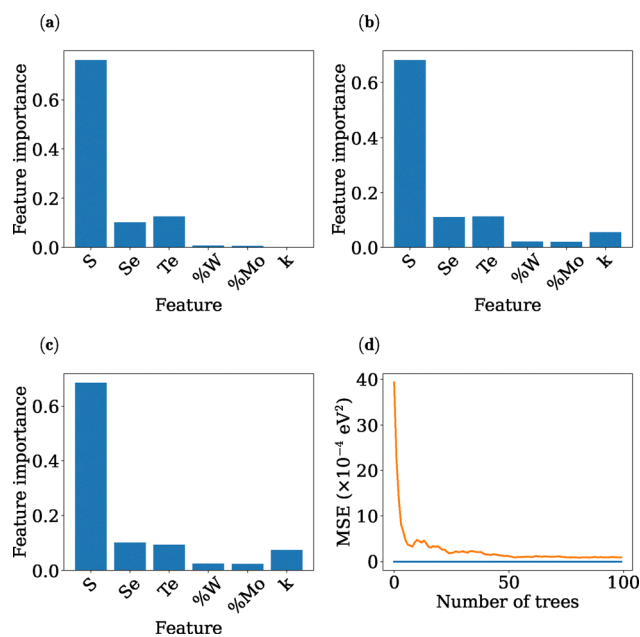 (a)
Feature importance
0.6
0.4
0.2
0.0
S Se Te %W %Mo k
Feature
(b)
Feature importance
0.6
0.4
0.2
0.0
S Se Te %W %Mo k
Feature
(c)
Feature importance
0.6
0.4
0.2
0.0
S Se Te %W %Mo k
Feature
(d)
MSE (×10⁻⁴ eV²)
40
30
20
10
0
0 50 100
Number of trees